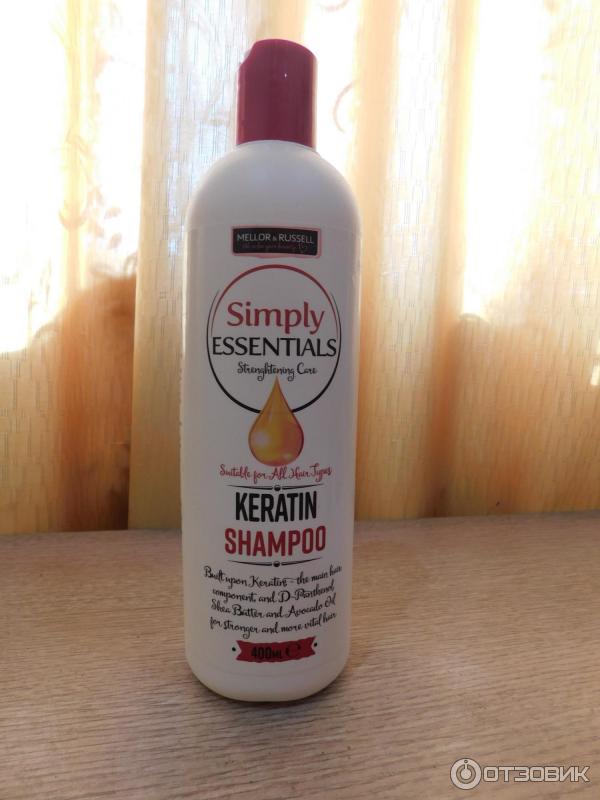 MELLOR & RUSSELL
Simply
ESSENTIALS
Strenghtening Care
Suitable for All Hair Types
KERATIN
SHAMPOO
Built upon Keratin - the main hair
component, and D-Panthenol,
Shea Butter and Avocado Oil
for stronger and more vital hair
400ML e
ОТЗОВИК